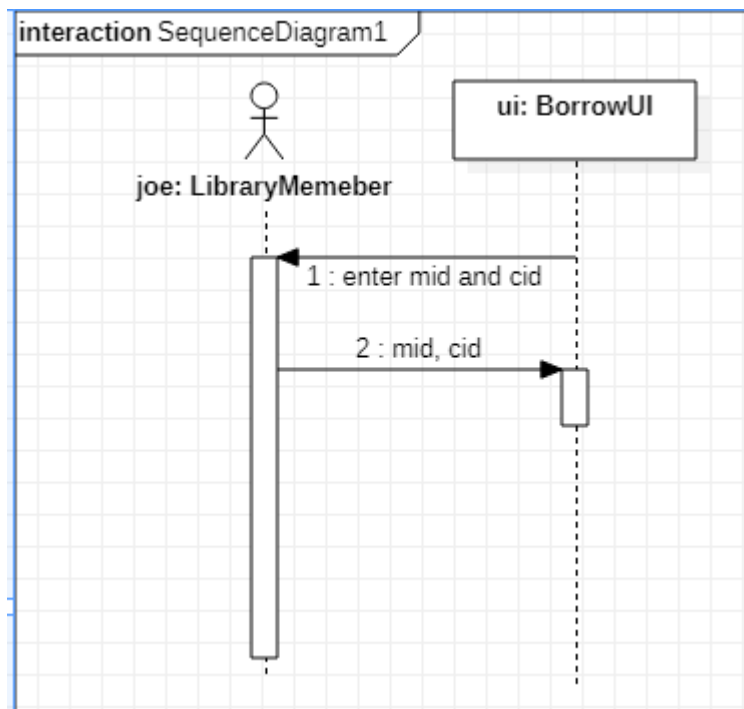 interaction SequenceDiagram1
ui: BorrowUI
joe: LibraryMemeber
1 : enter mid and cid
2 : mid, cid